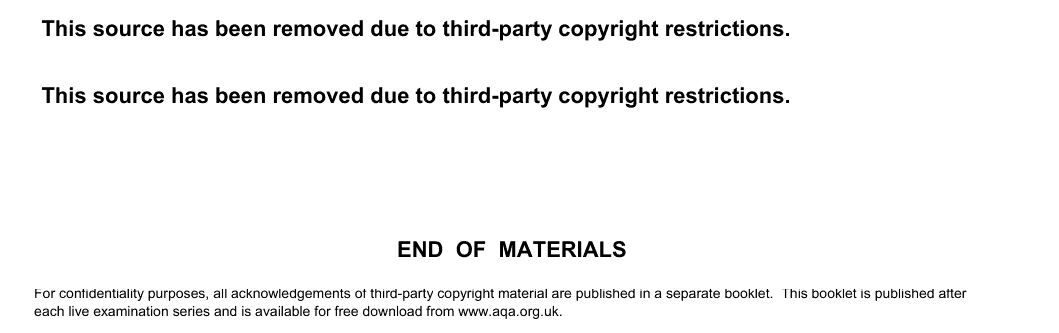 This source has been removed due to third-party copyright restrictions.
This source has been removed due to third-party copyright restrictions.
END OF MATERIALS
For confidentiality purposes, all acknowledgements of third-party copyright material are published in a separate booklet. This booklet is published after
each live examination series and is available for free download from www.aqa.org.uk.